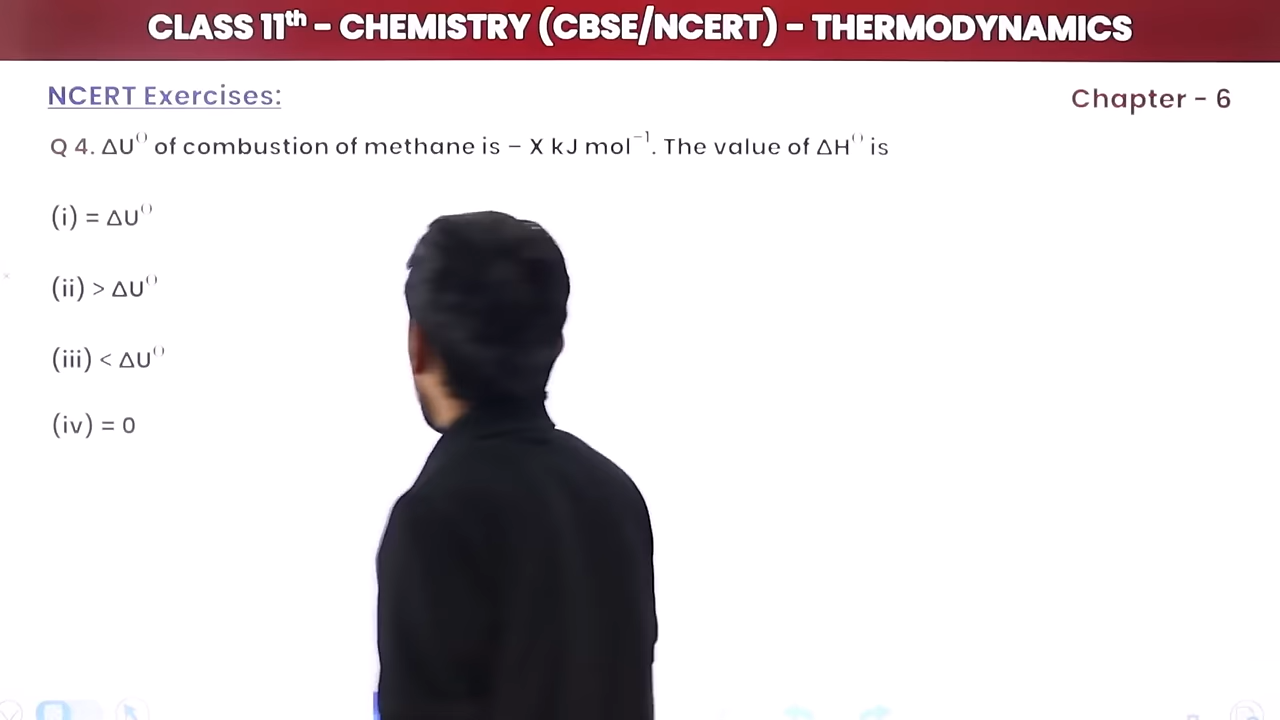 CLASS 11th - CHEMISTRY (CBSE/NCERT) - THERMODYNAMICS
NCERT Exercises:
Chapter - 6
Q 4. ΔU⁰ of combustion of methane is – X kJ mol⁻¹. The value of ΔH⁰ is
(i) = ΔU⁰
(ii) > ΔU⁰
(iii) < ΔU⁰
(iv) = 0